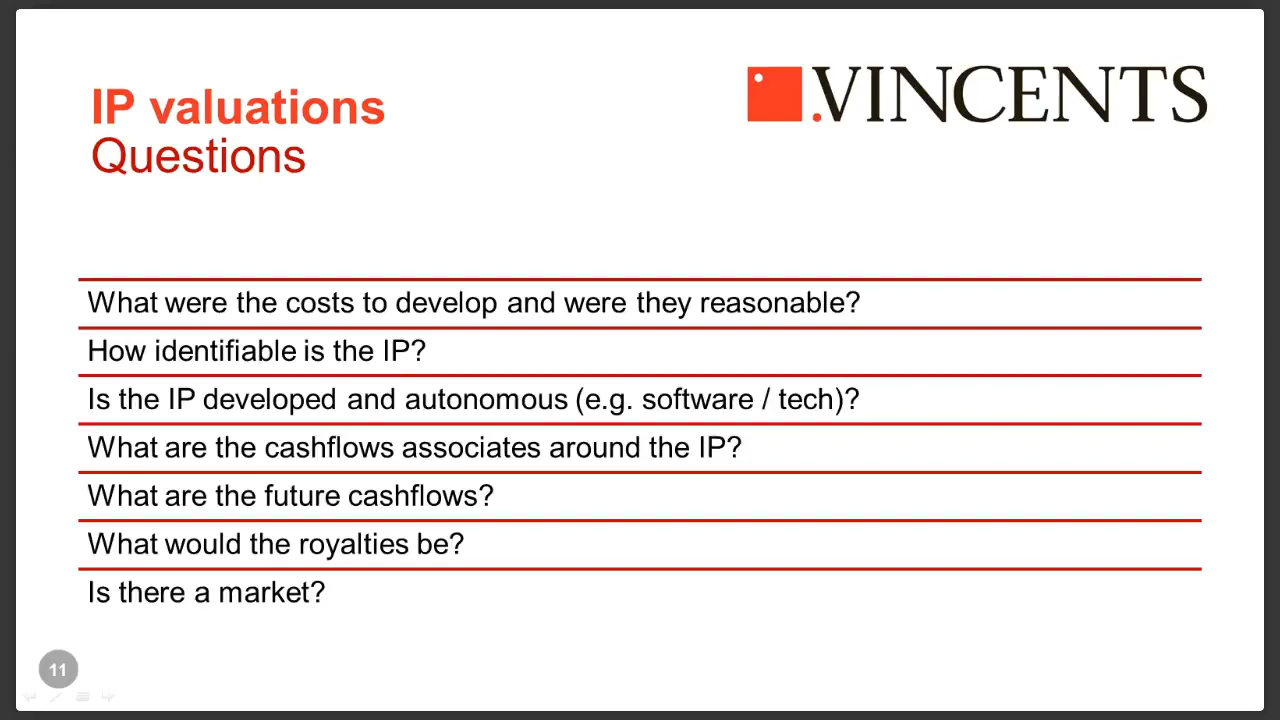 IP valuations
Questions
.VINCENTS
What were the costs to develop and were they reasonable?
How identifiable is the IP?
Is the IP developed and autonomous (e.g. software / tech)?
What are the cashflows associates around the IP?
What are the future cashflows?
What would the royalties be?
Is there a market?
11